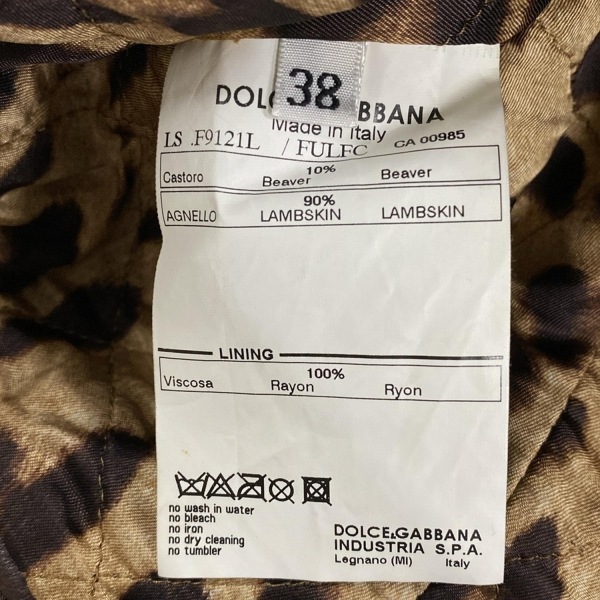 38
DOL BBANA
Made in Italy
LS .F9121L / FULFC CA 00985
10%
Castoro Beaver Beaver
90%
AGNELLO LAMBSKIN LAMBSKIN
LINING
100%
Viscosa Rayon Ryon
no wash in water
no bleach
no iron
no dry cleaning
no tumbler
DOLCE&GABBANA
INDUSTRIA S.P.A.
Legnano (MI) Italy